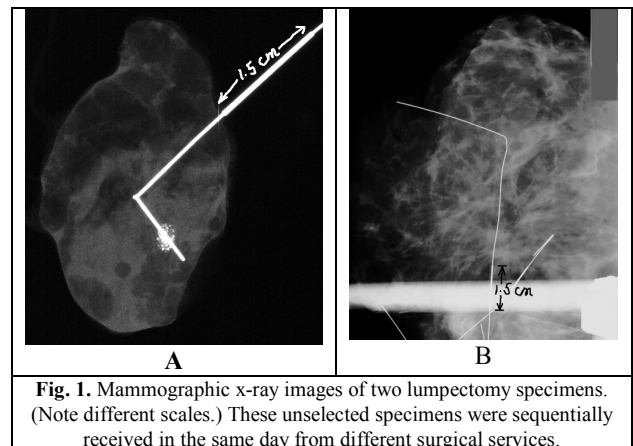 1.5 cm
1.5 cm
A
B
Fig. 1. Mammographic x-ray images of two lumpectomy specimens.
(Note different scales.) These unselected specimens were sequentially
received in the same day from different surgical services.